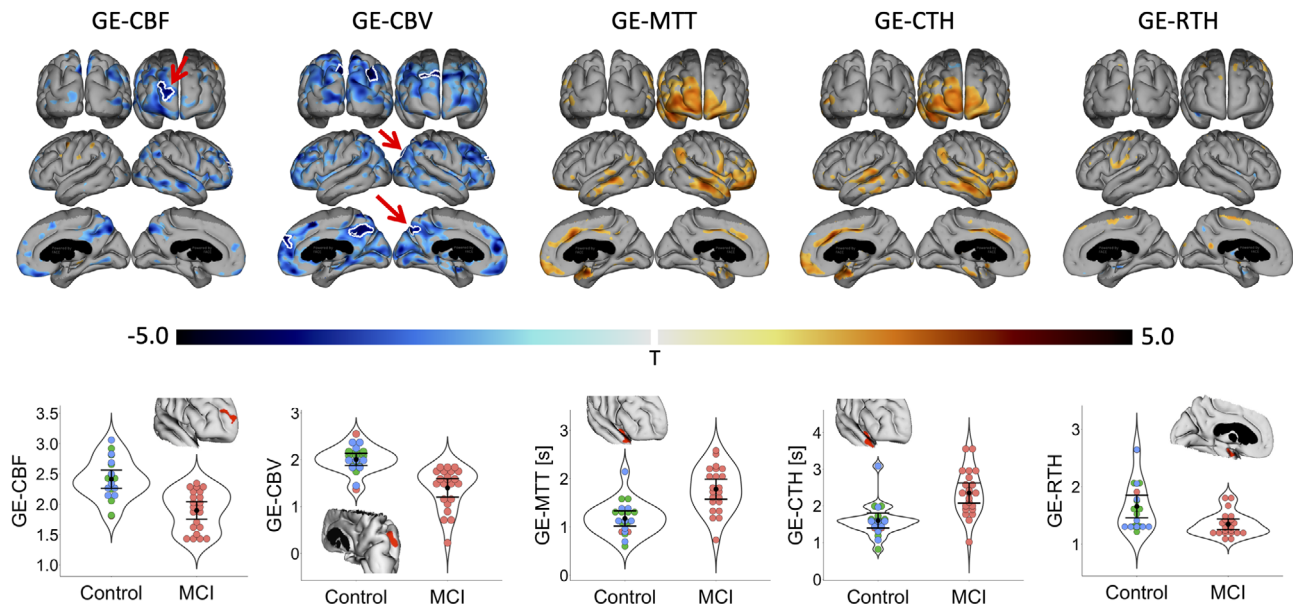 GE-CBF GE-CBV GE-MTT GE-CTH GE-RTH
-5.0 5.0
T
GE-CBF
3.5
3.0
2.5
2.0
1.5
1.0
Control MCI
GE-CBV
3
2
1
0
Control MCI
GE-MTT [s]
3
2
1
0
Control MCI
GE-CTH [s]
4
3
2
1
0
Control MCI
GE-RTH
3
2
1
Control MCI